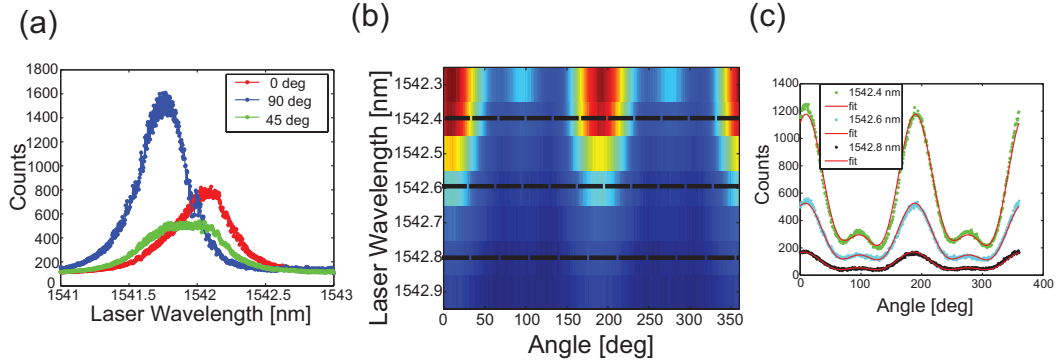 (a)
1800
1600
1400
1200
1000
800
600
400
200
0
1541
1541.5
1542
1542.5
1543
Counts
Laser Wavelength [nm]
0 deg
90 deg
45 deg
(b)
1542.3
1542.4
1542.5
1542.6
1542.7
1542.8
1542.9
0
50
100
150
200
250
300
350
Laser Wavelength [nm]
Angle [deg]
(c)
1400
1200
1000
800
600
400
200
0
0
100
200
300
400
Counts
Angle [deg]
1542.4 nm
fit
1542.6 nm
fit
1542.8 nm
fit